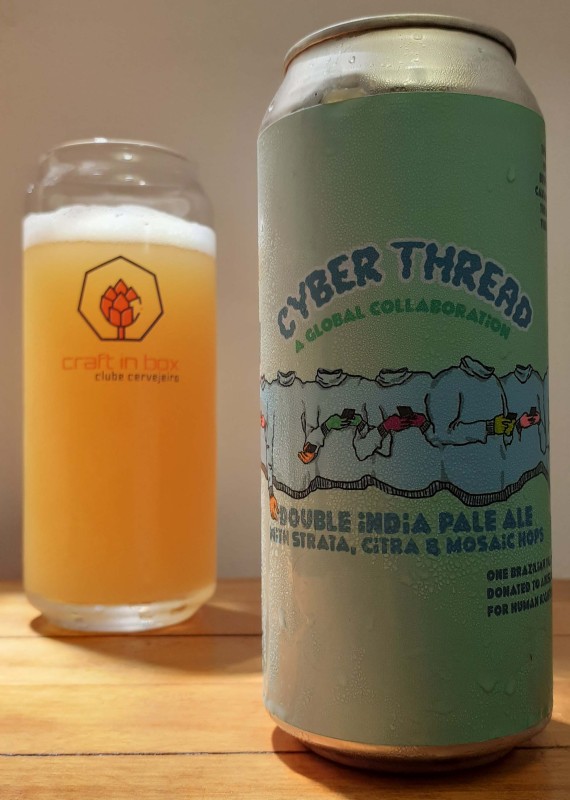 craft in box
clube cervejeiro
CYBER THREAD
A GLOBAL COLLABORATION
DOUBLE INDIA PALE ALE
WITH STRATA, CITRA & MOSAIC HOPS
ONE BRAZILIAN
DONATED TO
FOR HUMAN